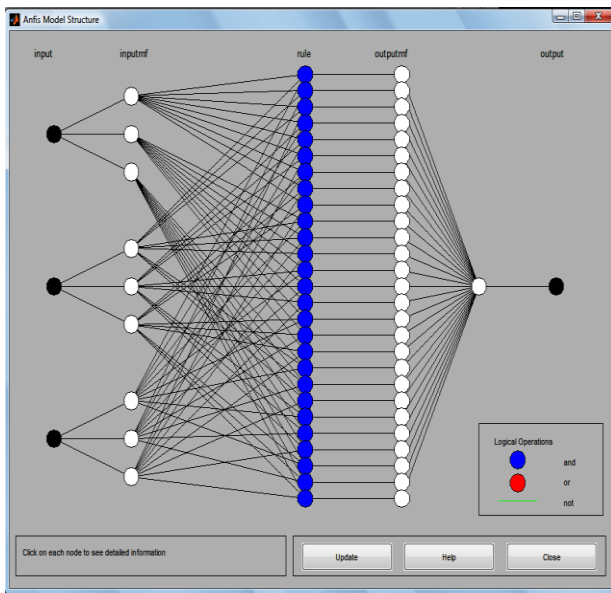 Anfis Model Structure
input inputmf rule outputmf output
Logical Operations
and
or
not
Click on each node to see detailed information
Update Help Close